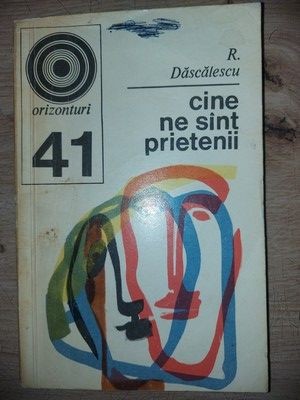 orizonturi
41
R.
Dăscălescu
cine
ne sînt
prietenii